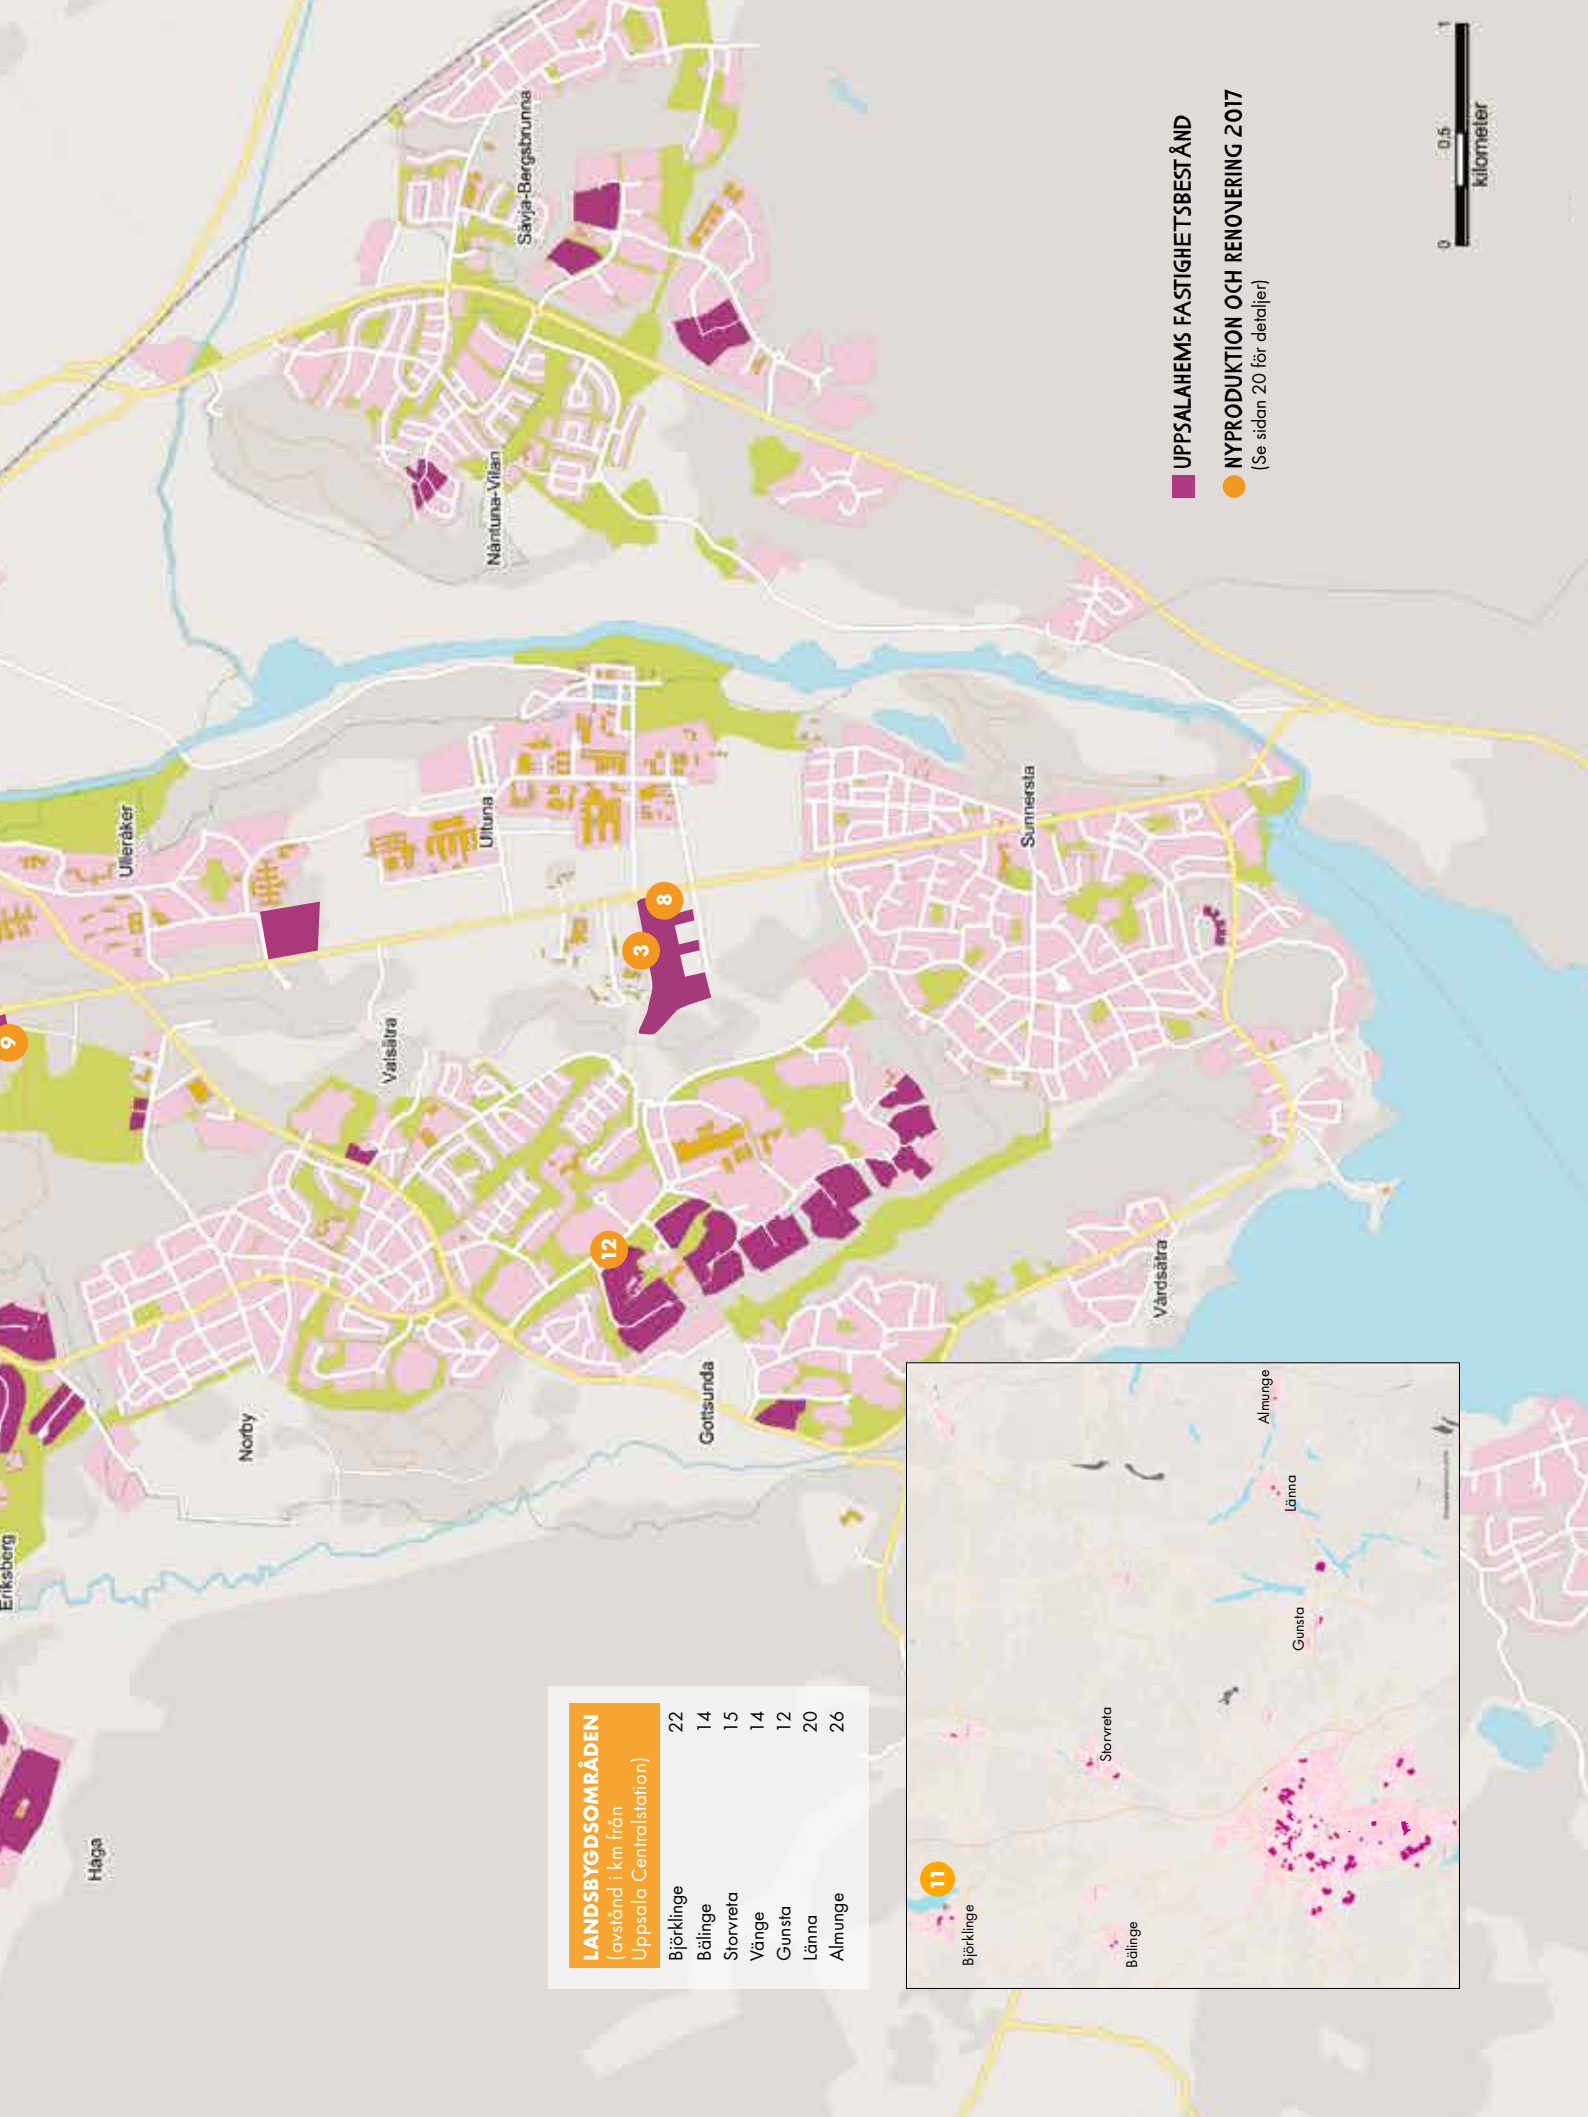 Eriksberg
9
Ulleråker
Haga
Norby
Valsätra
Ultuna
Nåntuna-Vilan
Sävja-Bergsbrunna
3
8
12
Gottsunda
Sunnersta
Vårdsätra
LANDSBYGDSOMRÅDEN
(avstånd i km från
Uppsala Centralstation)
Björklinge 22
Bälinge 14
Storvreta 15
Vänge 14
Gunsta 12
Länna 20
Almunge 26
11
Björklinge
Storvreta
Bälinge
Almunge
Länna
Gunsta
UPPSALAHEMS FASTIGHETSBESTÅND
NYPRODUKTION OCH RENOVERING 2017
(Se sidan 20 för detaljer)
0 0,5 1
kilometer